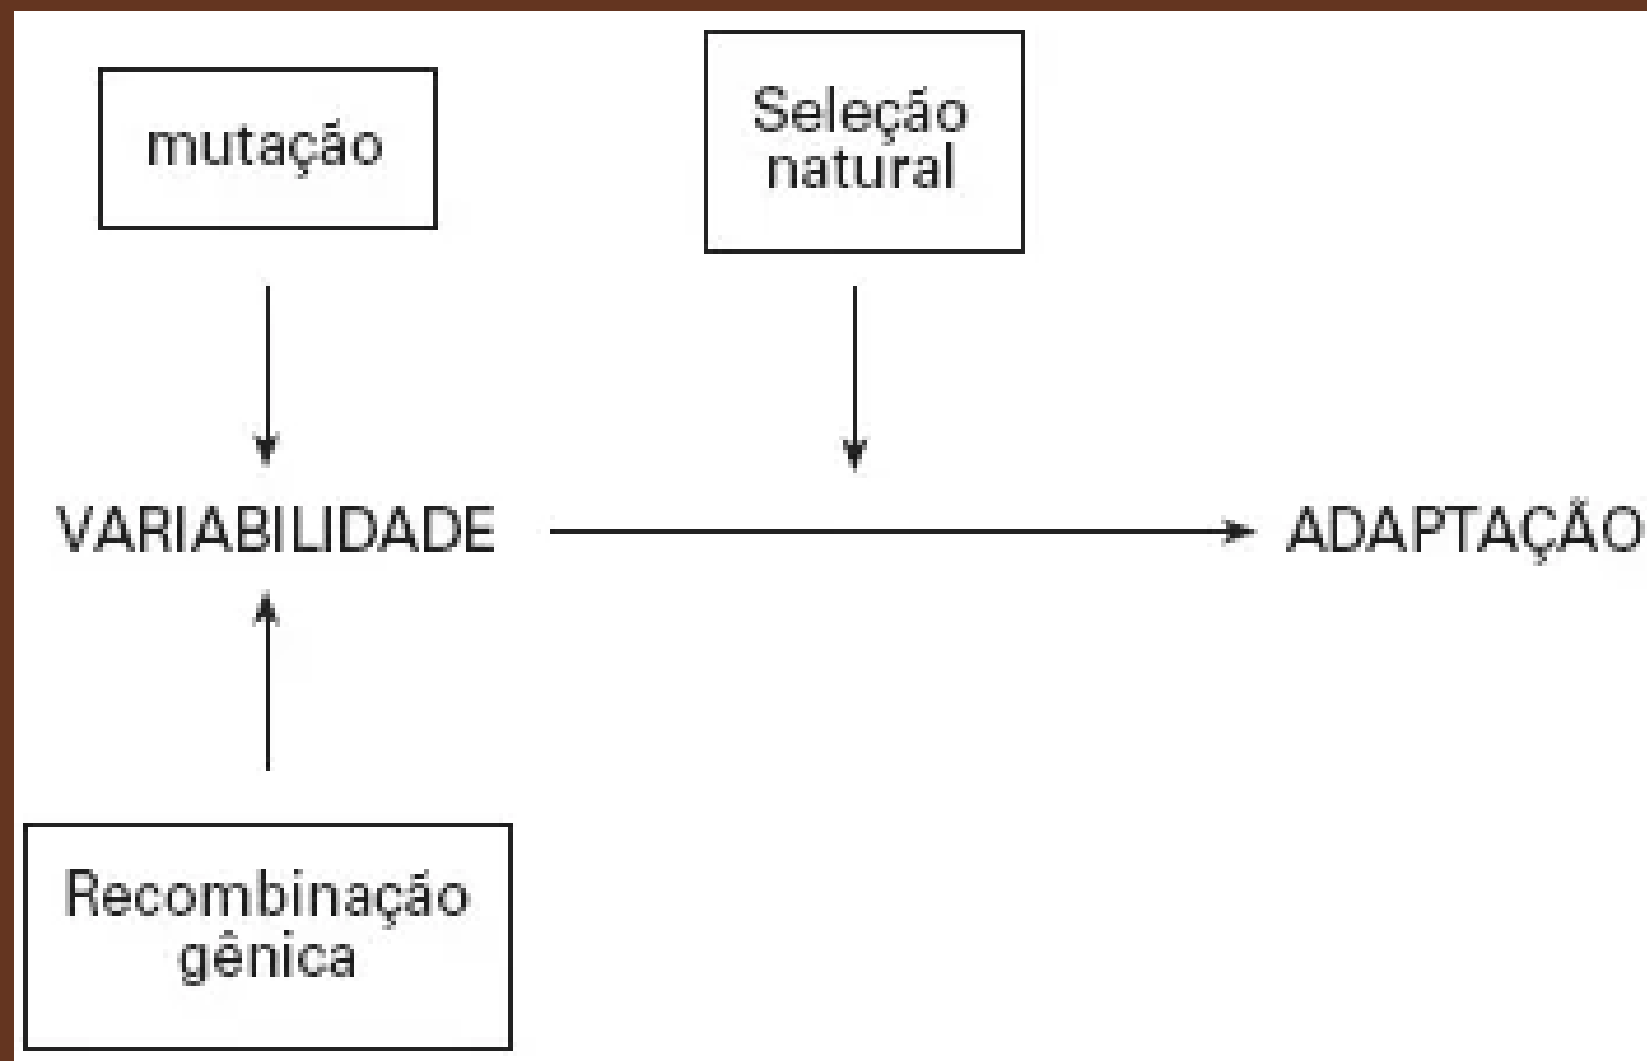 mutação
Seleção
natural
VARIABILIDADE
ADAPTAÇÃO
Recombinação
gênica